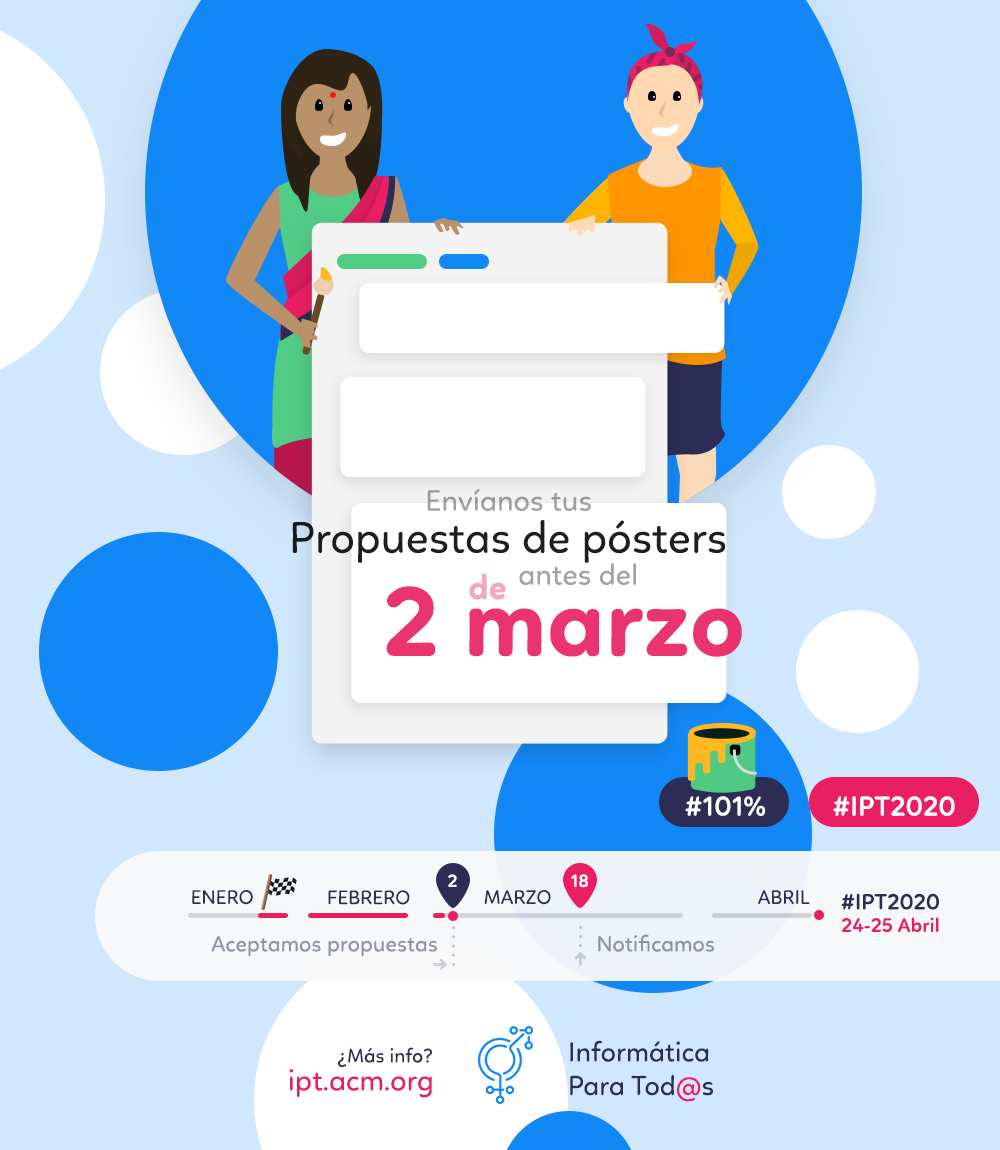 Envíanos tus
Propuestas de pósters
antes del
2 de marzo
#101%
#IPT2020
ENERO
FEBRERO
2
MARZO
18
ABRIL
#IPT2020
24-25 Abril
Aceptamos propuestas
Notificamos
¿Más info?
ipt.acm.org
Informática
Para Tod@s